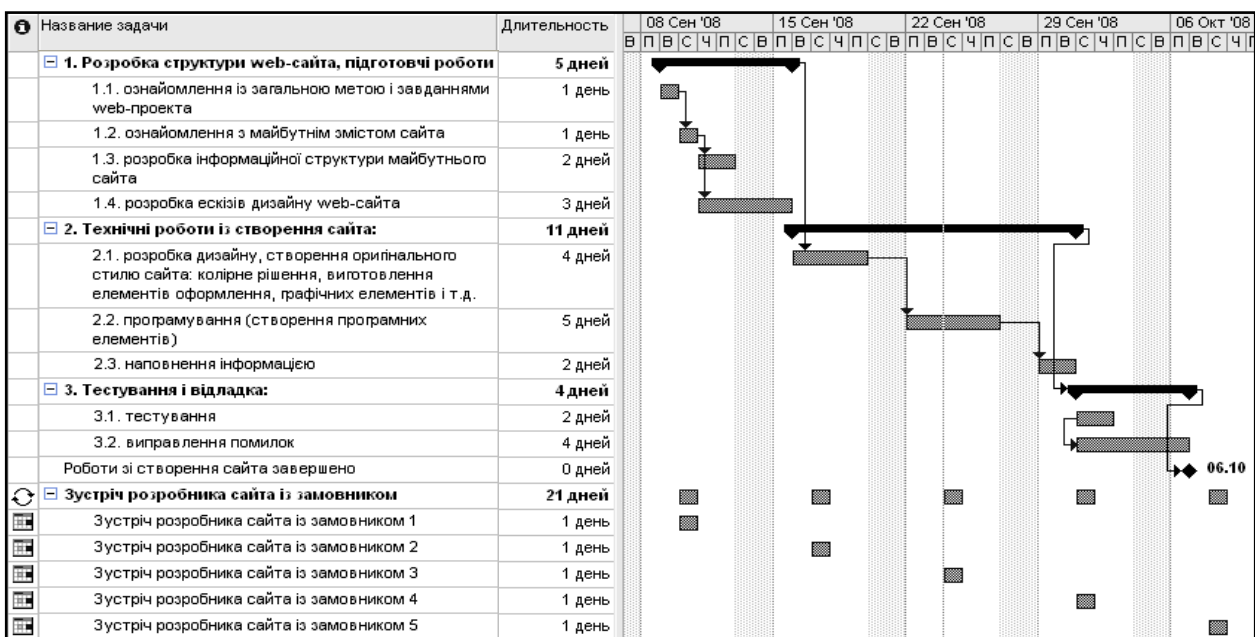 Название задачи Длительность 08 Сен '08 15 Сен '08 22 Сен '08 29 Сен '08 06 Окт '08
В П В С Ч П С В П В С Ч П С В П В С Ч П С В П В С Ч П С В П В С Ч П
1. Розробка структури web-сайта, підготовчі роботи 5 дней
1.1. ознайомлення із загальною метою і завданнями
web-проекта
1 день
1.2. ознайомлення з майбутнім змістом сайта 1 день
1.3. розробка інформаційної структури майбутнього
сайта
2 дней
1.4. розробка ескізів дизайну web-сайта 3 дней
2. Технічні роботи із створення сайта: 11 дней
2.1. розробка дизайну, створення оригінального
стилю сайта: колірне рішення, виготовлення
елементів оформлення, графічних елементів і т.д.
4 дней
2.2. програмування (створення програмних
елементів)
5 дней
2.3. наповнення інформацією 2 дней
3. Тестування і відладка: 4 дней
3.1. тестування 2 дней
3.2. виправлення помилок 4 дней
Роботи зі створення сайта завершено 0 дней 06.10
Зустріч розробника сайта із замовником 21 дней
Зустріч розробника сайта із замовником 1 1 день
Зустріч розробника сайта із замовником 2 1 день
Зустріч розробника сайта із замовником 3 1 день
Зустріч розробника сайта із замовником 4 1 день
Зустріч розробника сайта із замовником 5 1 день